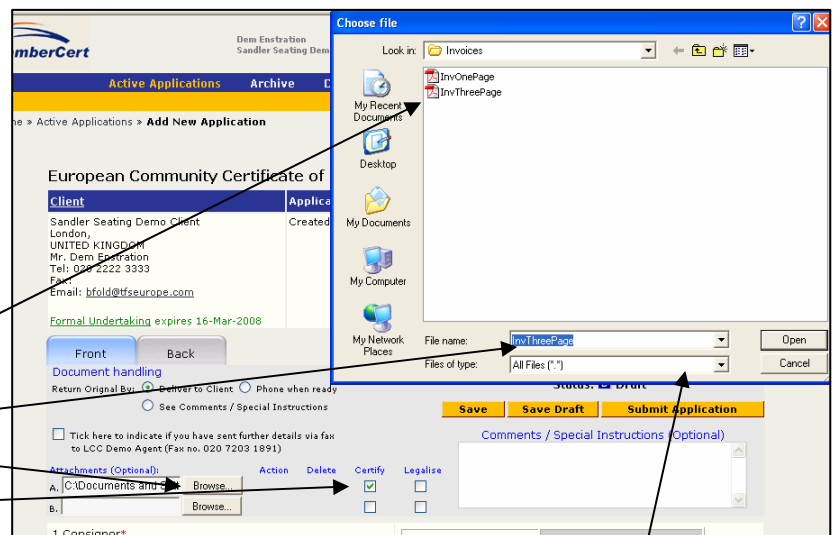 mberCert
Dem Enstration
Sandler Seating Dem
Active Applications Archive D
ne » Active Applications » Add New Application
European Community Certificate of
Client Applica
Sandler Seating Demo Client Created
London,
UNITED KINGDOM
Mr. Dem Enstration
Tel: 020 2222 3333
Fax:
Email: bfold@tfseurope.com
Formal Undertaking expires 16-Mar-2008
Front Back
Document handling
Return Orignal By: Deliver to Client Phone when ready
See Comments / Special Instructions
Tick here to indicate if you have sent further details via fax
to LCC Demo Agent (Fax no. 020 7203 1891)
Attachments (Optional): Action Delete Certify Legalise
A. C:\Documents and Sett Browse...
B. Browse...
1 Consignor*
Status: Draft
Save Save Draft Submit Application
Comments / Special Instructions (Optional)
Choose file
Look in: Invoices
InvOnePage
InvThreePage
My Recent
Documents
Desktop
My Documents
My Computer
My Network
Places
File name: InvThreePage Open
Files of type: All Files (*.*) Cancel